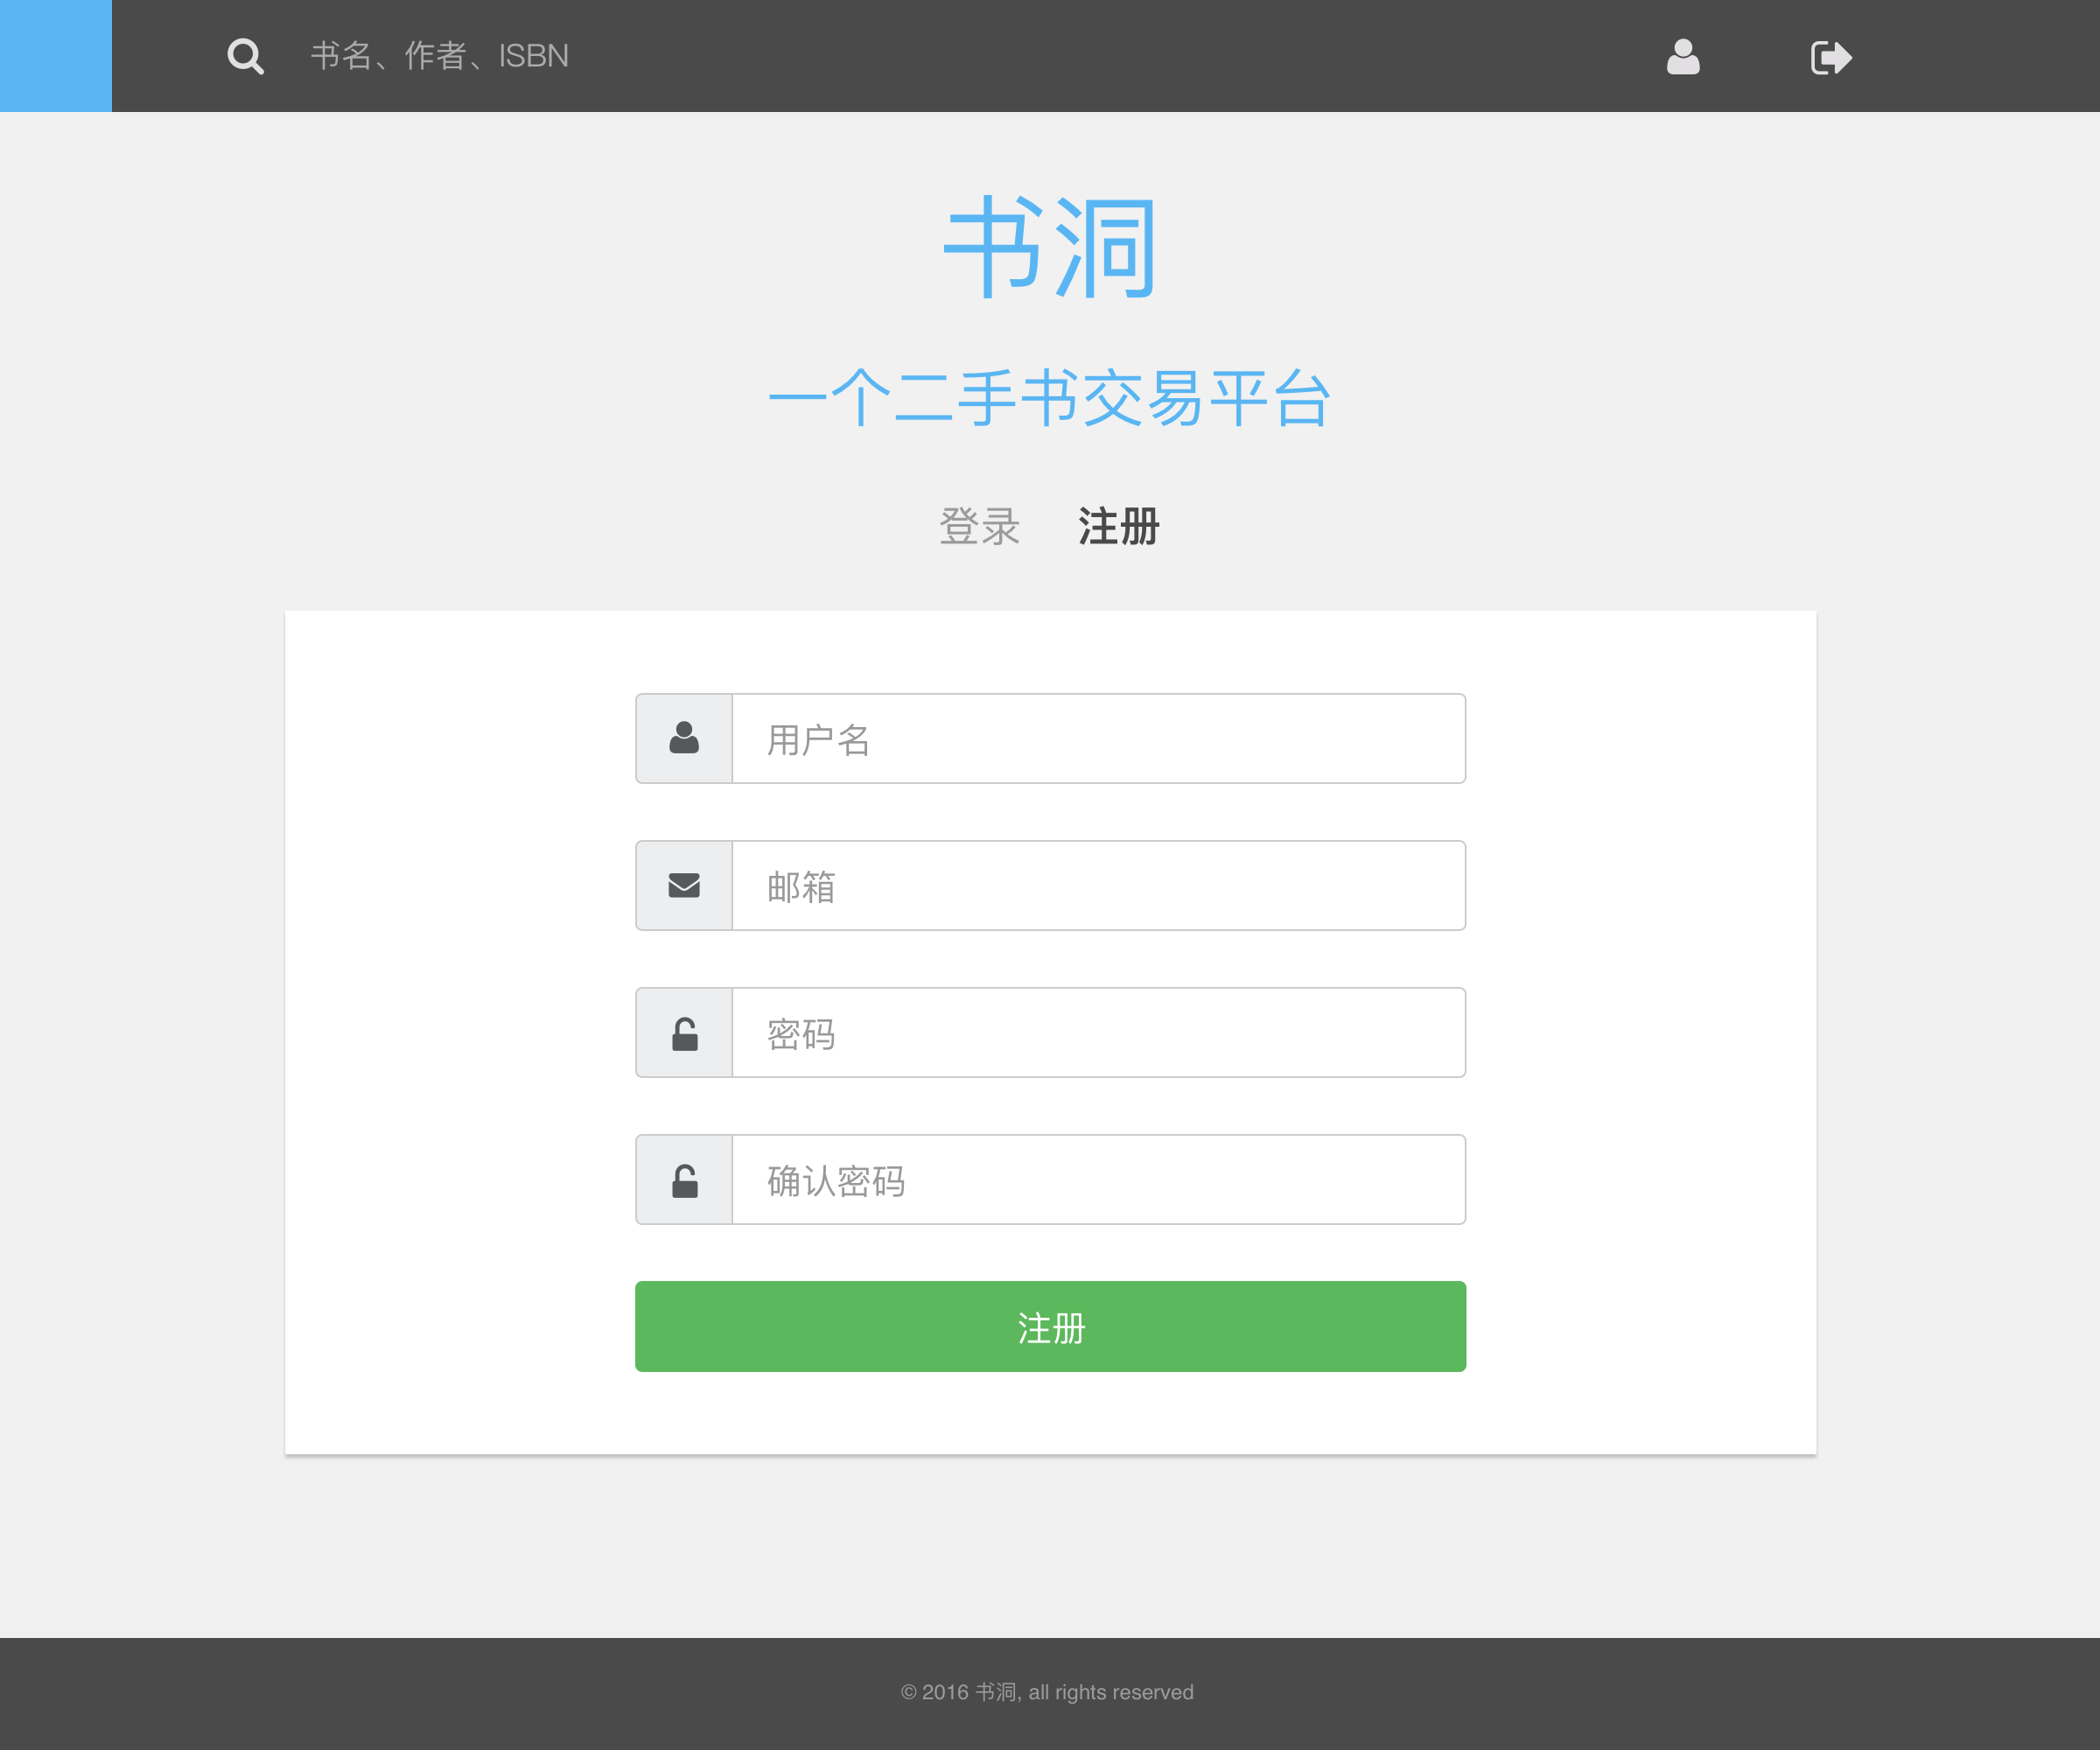 书名、作者、ISBN
书洞
一个二手书交易平台
登录 注册
用户名
邮箱
密码
确认密码
注册
© 2016 书洞, all rights reserved